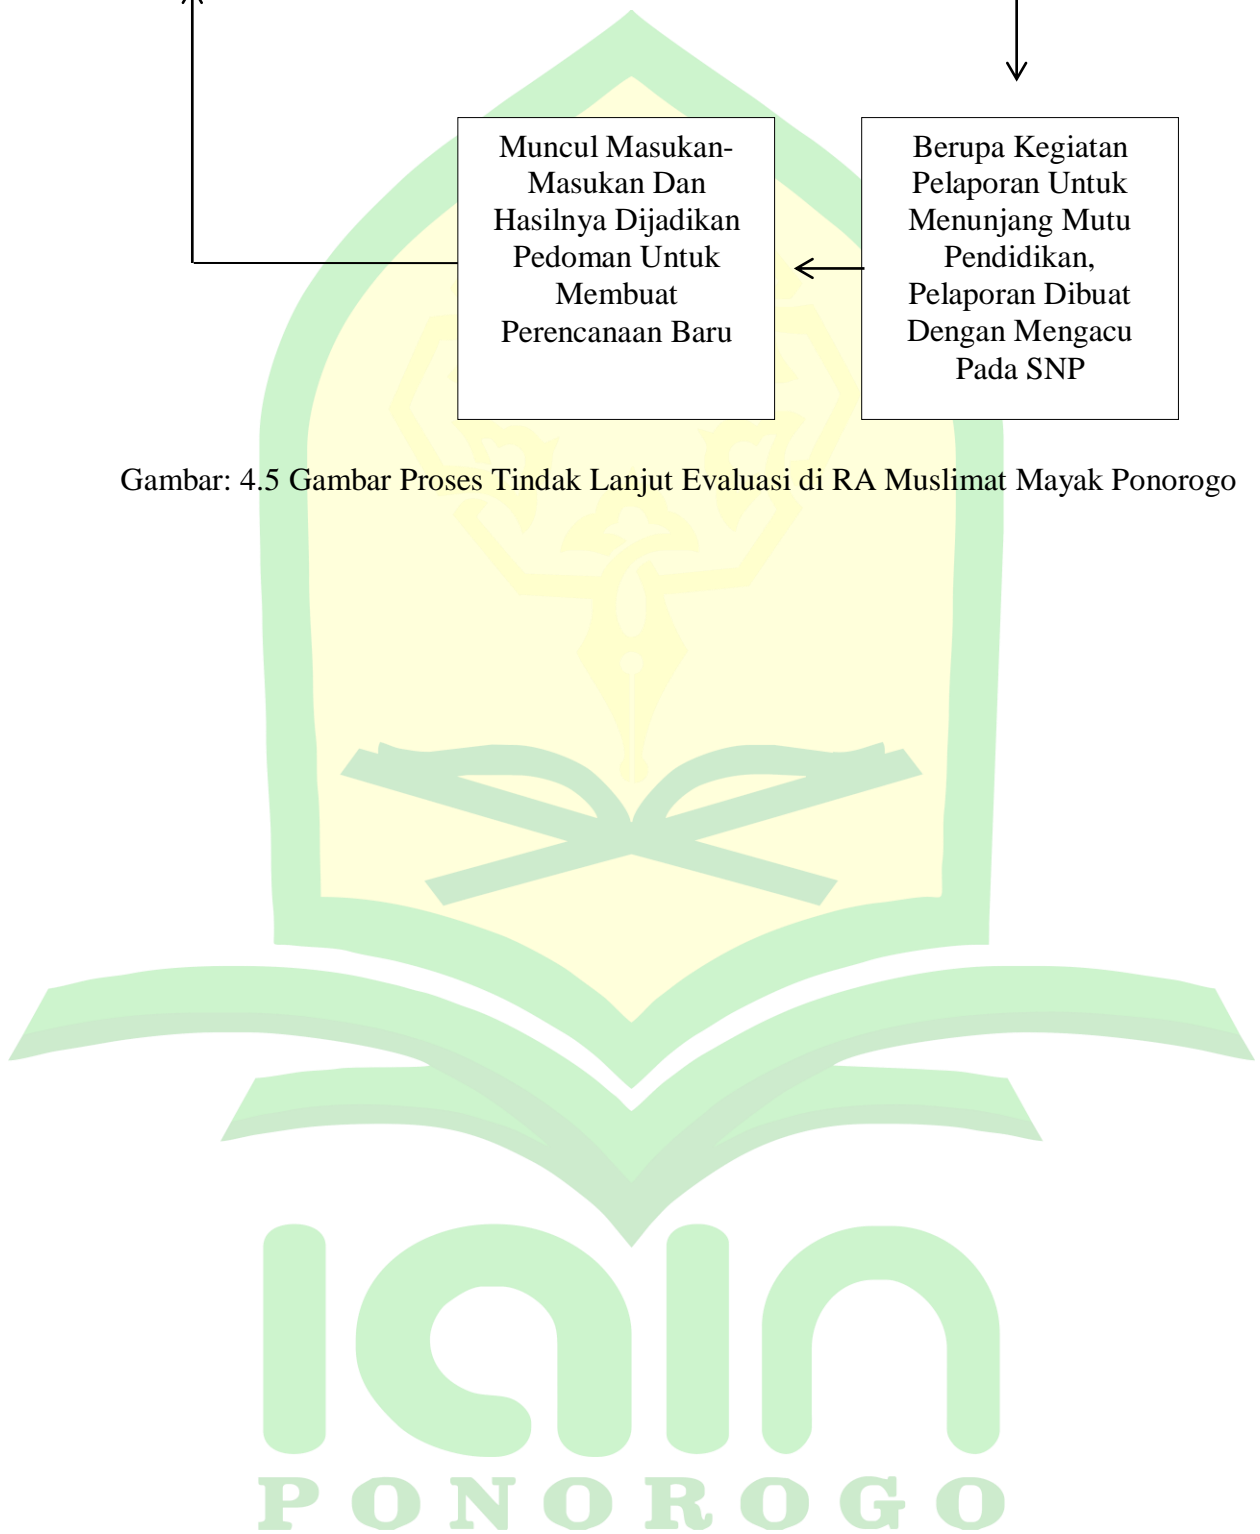 Muncul Masukan-
Masukan Dan
Hasilnya Dijadikan
Pedoman Untuk
Membuat
Perencanaan Baru
Berupa Kegiatan
Pelaporan Untuk
Menunjang Mutu
Pendidikan,
Pelaporan Dibuat
Dengan Mengacu
Pada SNP
Gambar: 4.5 Gambar Proses Tindak Lanjut Evaluasi di RA Muslimat Mayak Ponorogo
iain
PONOROGO